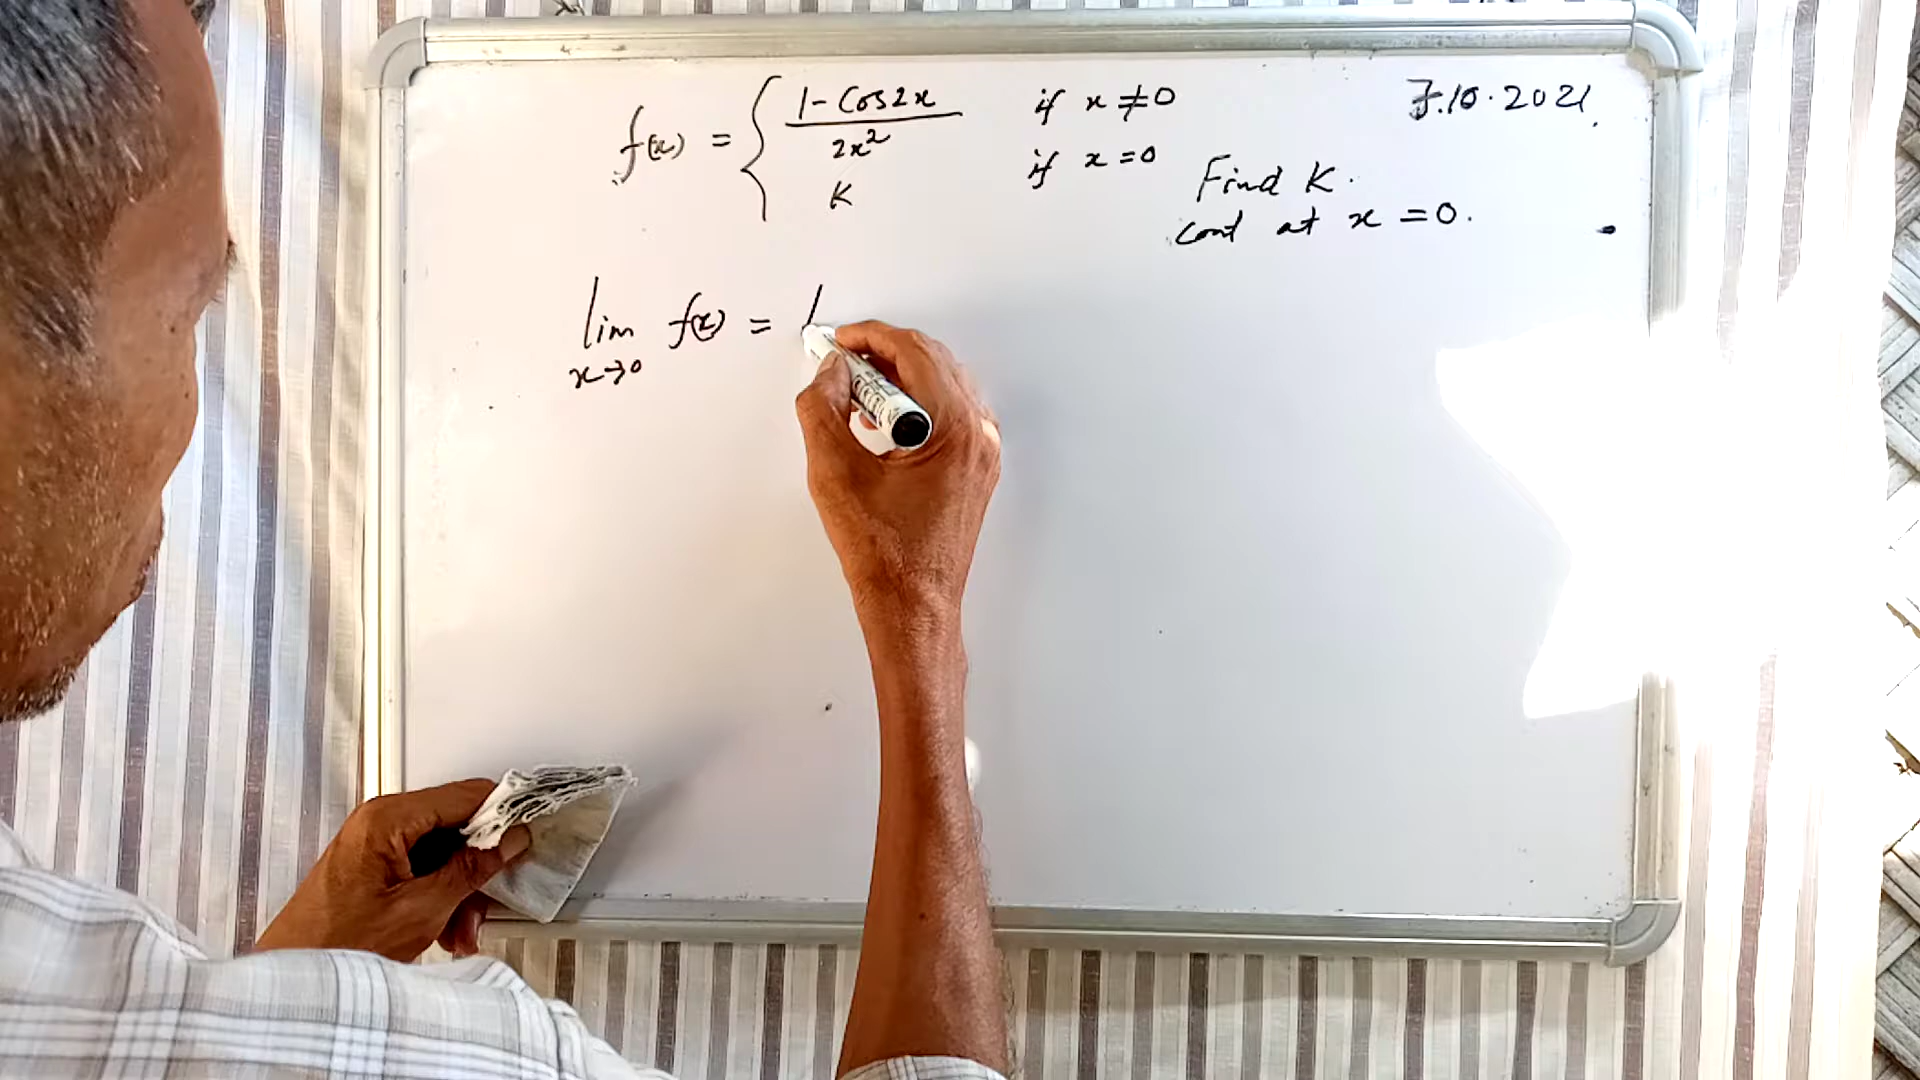 f(x) = { 1 - Cos2x / 2x² if x ≠ 0
K if x = 0
7.10.2021
Find K.
cont at x = 0.
lim x→0 f(x) = l